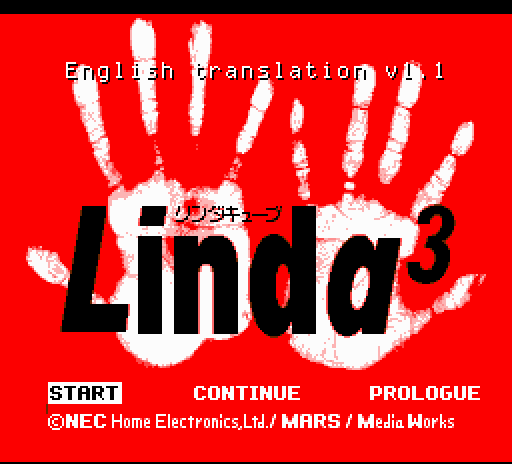 English translation v1.1
リンダキューブ
Linda³
START CONTINUE PROLOGUE
©NEC Home Electronics,Ltd./ MARS / Media Works